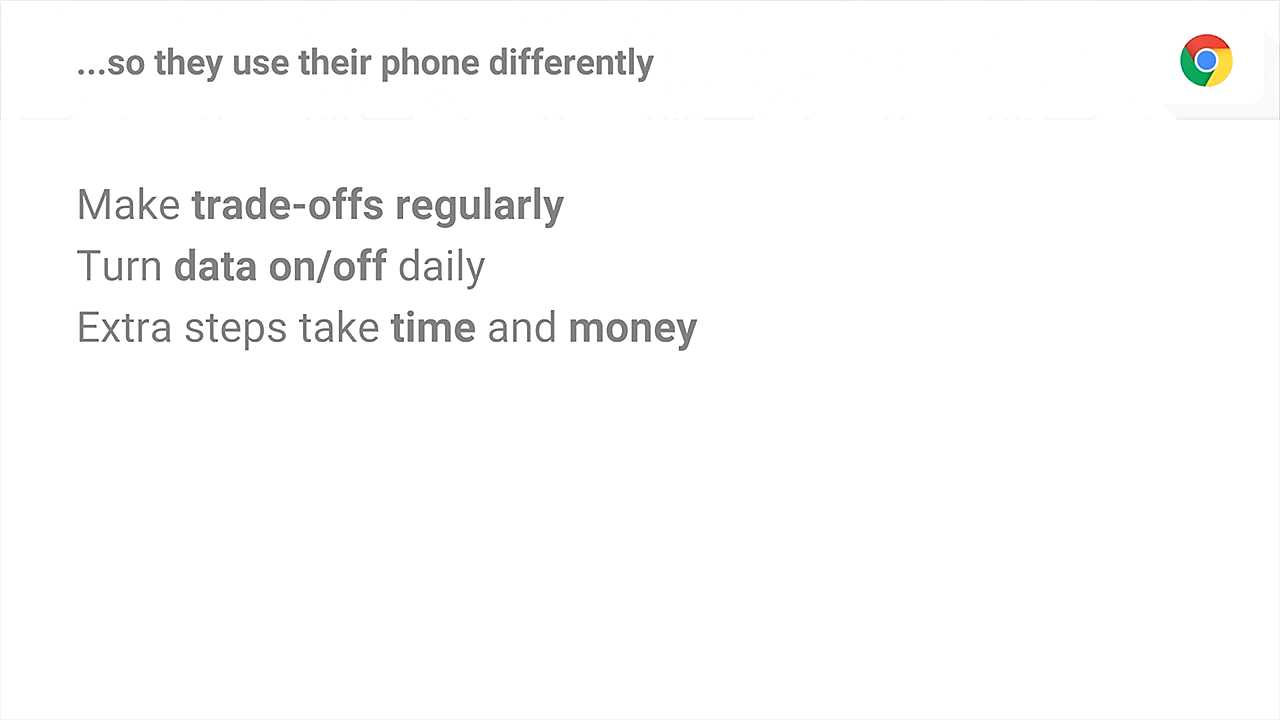 ...so they use their phone differently
Make trade-offs regularly
Turn data on/off daily
Extra steps take time and money